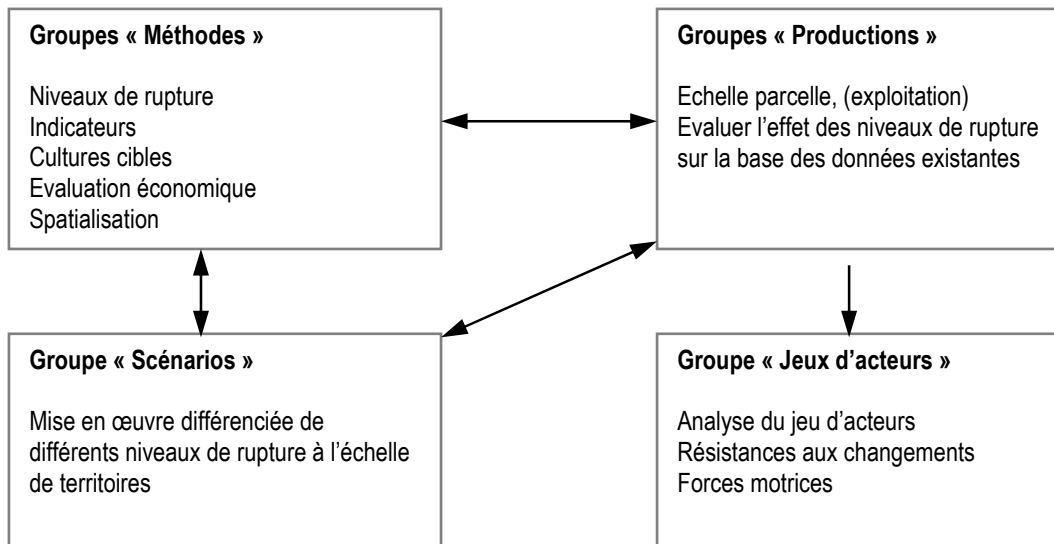 Groupes « Méthodes »
Niveaux de rupture
Indicateurs
Cultures cibles
Evaluation économique
Spatialisation
Groupes « Productions »
Echelle parcelle, (exploitation)
Evaluer l’effet des niveaux de rupture
sur la base des données existantes
Groupe « Scénarios »
Mise en œuvre différenciée de
différents niveaux de rupture à l’échelle
de territoires
Groupe « Jeux d’acteurs »
Analyse du jeu d’acteurs
Résistances aux changements
Forces motrices